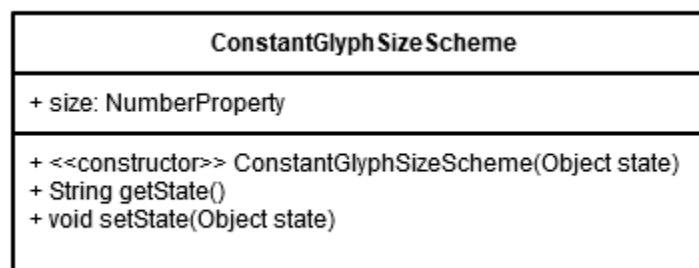 ConstantGlyphSizeScheme
+ size: NumberProperty
+ <<constructor>> ConstantGlyphSizeScheme(Object state)
+ String getState()
+ void setState(Object state)